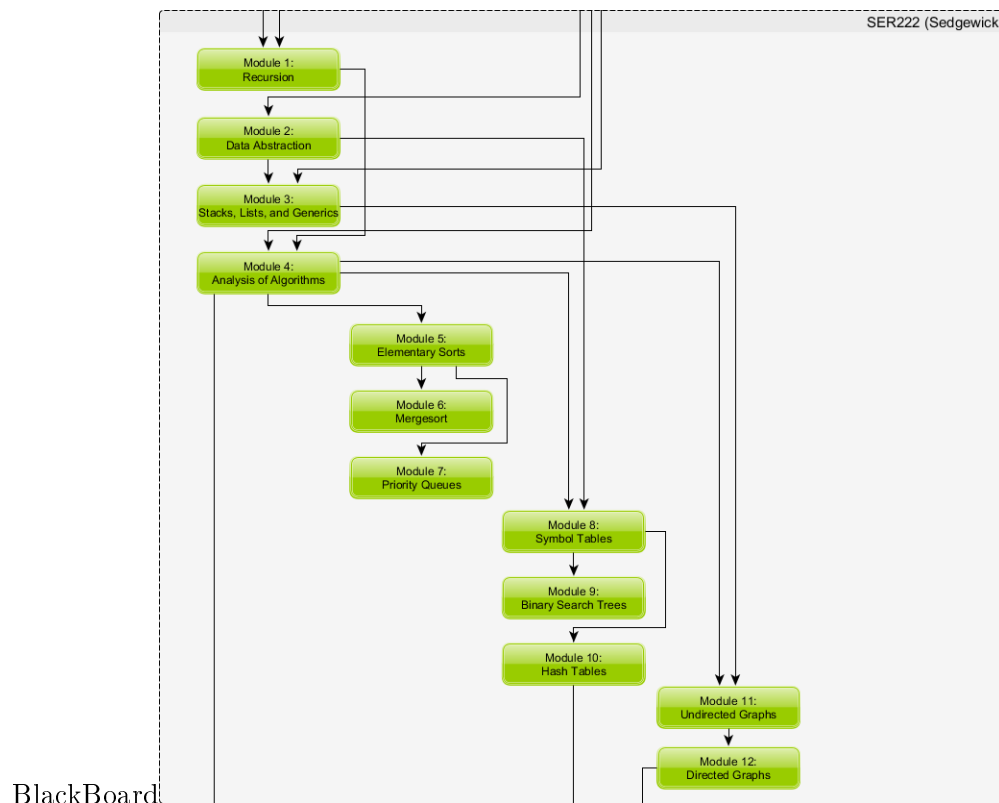 SER222 (Sedgewick
Module 1:
Recursion
Module 2:
Data Abstraction
Module 3:
Stacks, Lists, and Generics
Module 4:
Analysis of Algorithms
Module 5:
Elementary Sorts
Module 6:
Mergesort
Module 7:
Priority Queues
Module 8:
Symbol Tables
Module 9:
Binary Search Trees
Module 10:
Hash Tables
Module 11:
Undirected Graphs
Module 12:
Directed Graphs
BlackBoard